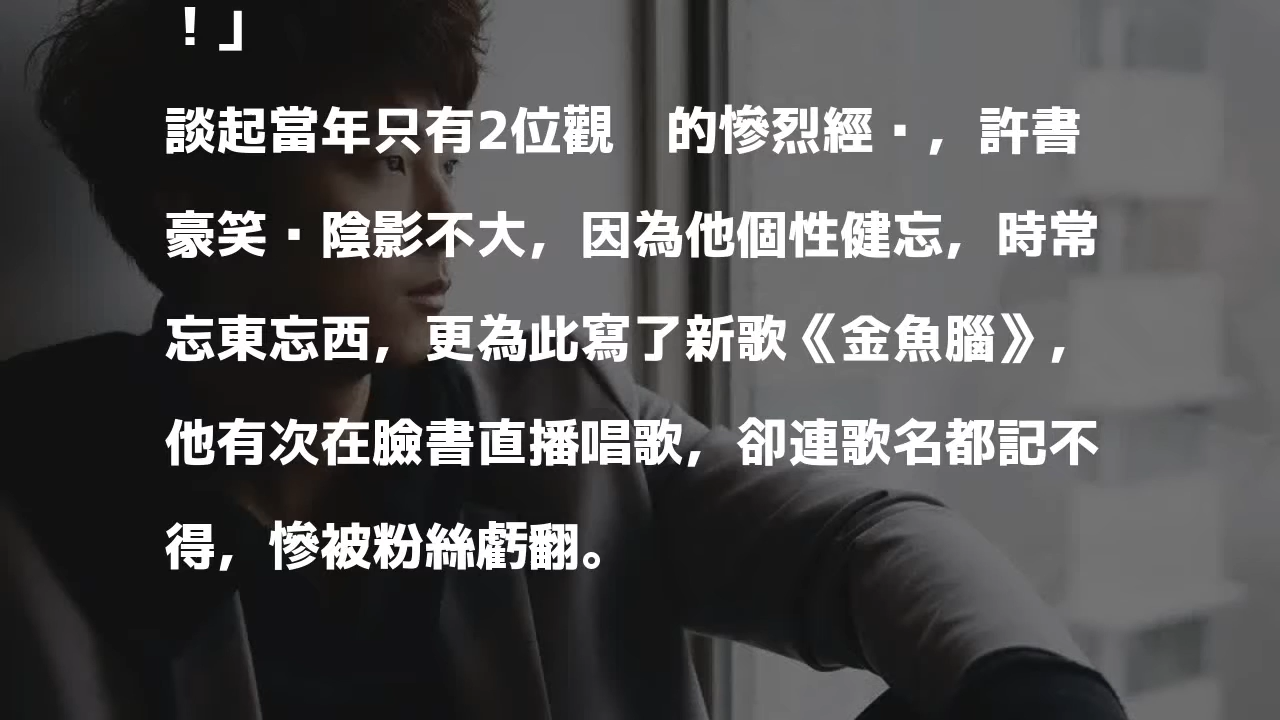 ！」
談起當年只有2位觀　的慘烈經▪，許書
豪笑▪陰影不大，因為他個性健忘，時常
忘東忘西，更為此寫了新歌《金魚腦》，
他有次在臉書直播唱歌，卻連歌名都記不
得，慘被粉絲虧翻。